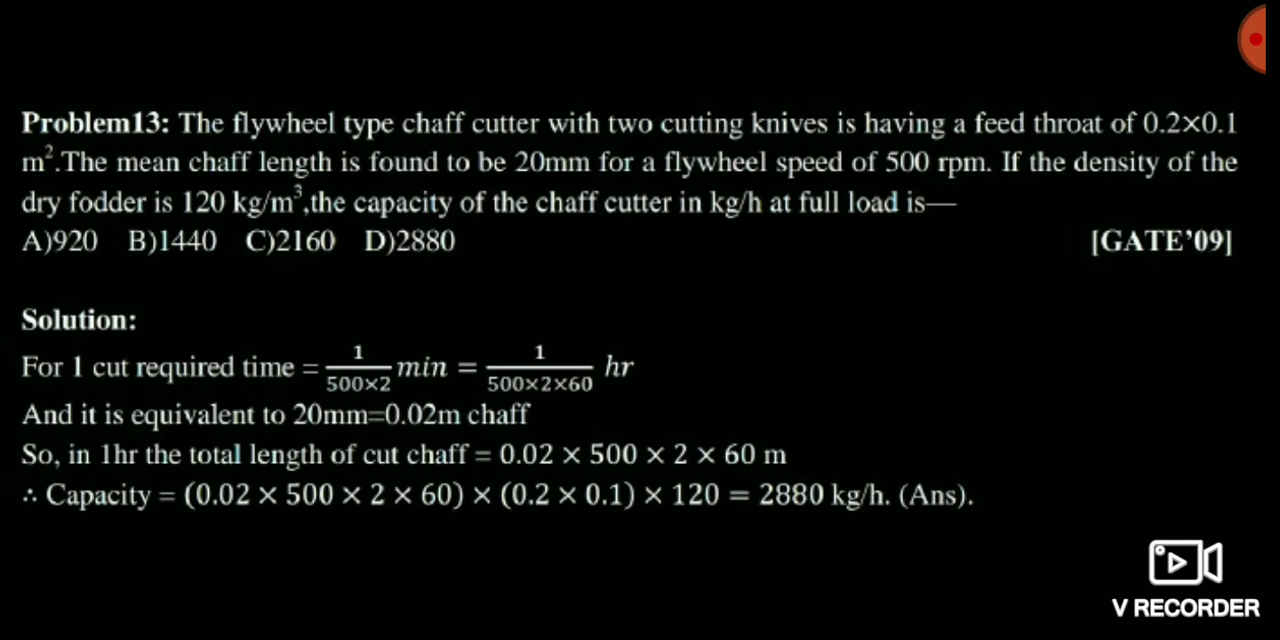 Problem13: The flywheel type chaff cutter with two cutting knives is having a feed throat of 0.2×0.1
m².The mean chaff length is found to be 20mm for a flywheel speed of 500 rpm. If the density of the
dry fodder is 120 kg/m³,the capacity of the chaff cutter in kg/h at full load is—
A)920 B)1440 C)2160 D)2880 [GATE'09]
Solution:
For 1 cut required time = 1/(500×2) min = 1/(500×2×60) hr
And it is equivalent to 20mm=0.02m chaff
So, in 1hr the total length of cut chaff = 0.02 × 500 × 2 × 60 m
∴ Capacity = (0.02 × 500 × 2 × 60) × (0.2 × 0.1) × 120 = 2880 kg/h. (Ans).
V RECORDER